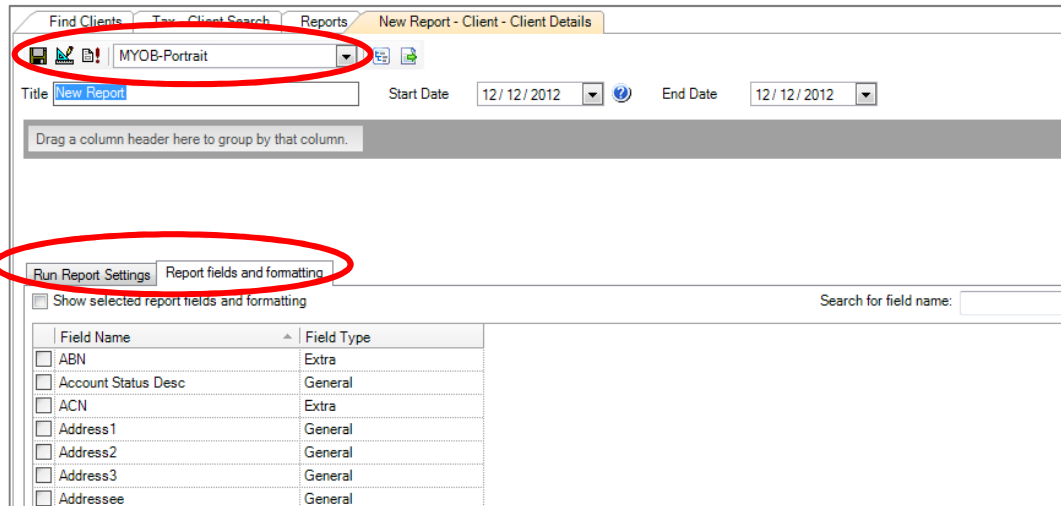 Find Clients Tax - Client Search Reports New Report - Client - Client Details
MYOB-Portrait
Title New Report Start Date 12/12/2012 End Date 12/12/2012
Drag a column header here to group by that column.
Run Report Settings Report fields and formatting
Show selected report fields and formatting Search for field name:
Field Name Field Type
ABN Extra
Account Status Desc General
ACN Extra
Address1 General
Address2 General
Address3 General
Addressee General